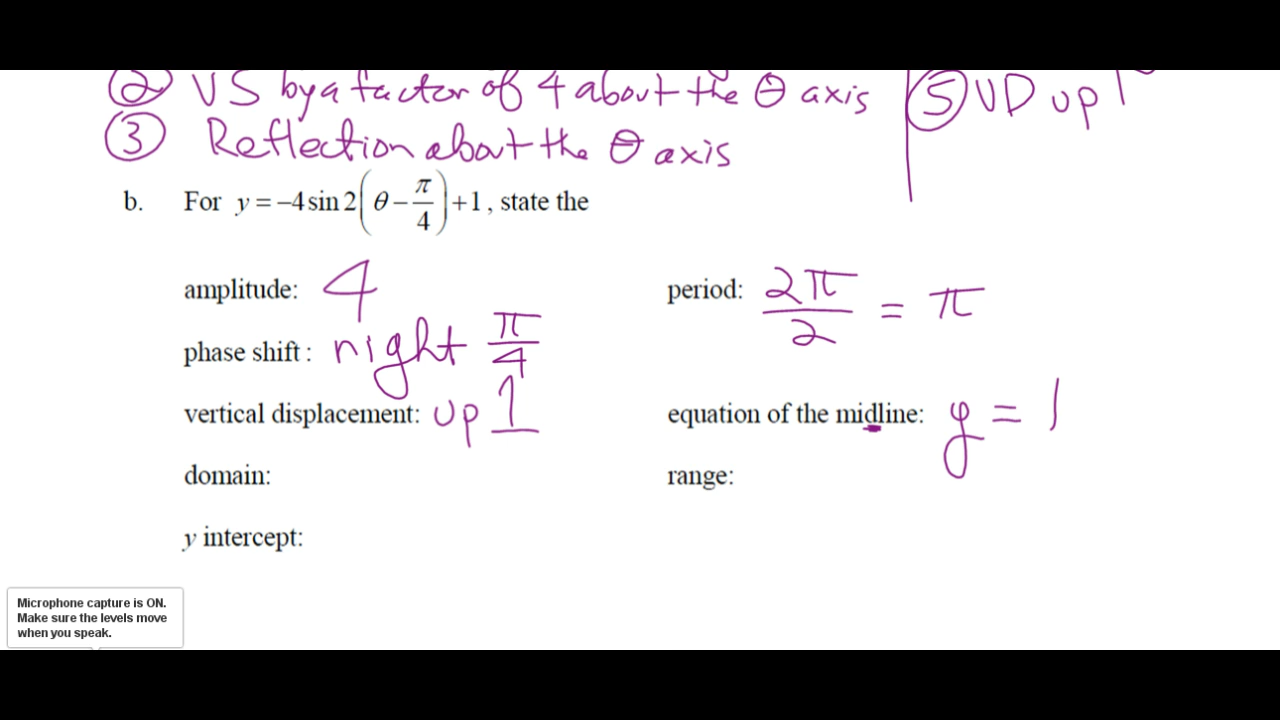 ② VS by a factor of 4 about the θ axis
⑤ VD up 1
③ Reflection about the θ axis
b. For y = −4 sin 2(θ − π/4) + 1, state the
amplitude: 4
period: 2π/2 = π
phase shift: right π/4
vertical displacement: up 1
equation of the midline: y = 1
domain:
range:
y intercept:
Microphone capture is ON.
Make sure the levels move
when you speak.